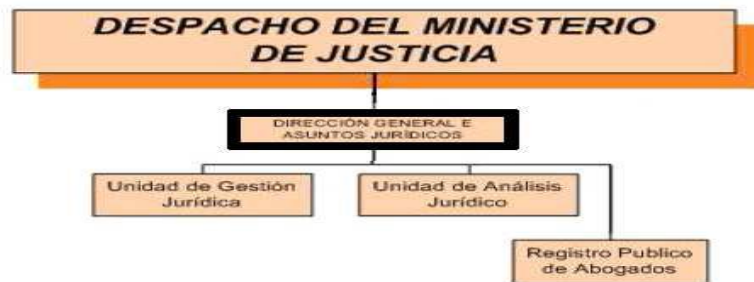 DESPACHO DEL MINISTERIO
DE JUSTICIA
DIRECCIÓN GENERAL E
ASUNTOS JURÍDICOS
Unidad de Gestión
Jurídica
Unidad de Análisis
Jurídico
Registro Publico
de Abogados